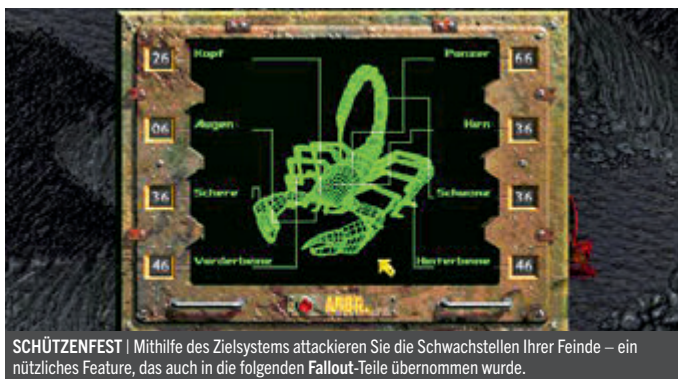 26 Kopf Panzer 66
06 Augen Hirn 36
36 Schere Schwanz 36
46 Vorderbeine Hinterbeine 46
ABBR.
SCHÜTZENFEST | Mithilfe des Zielsystems attackieren Sie die Schwachstellen Ihrer Feinde – ein
nützliches Feature, das auch in die folgenden Fallout-Teile übernommen wurde.